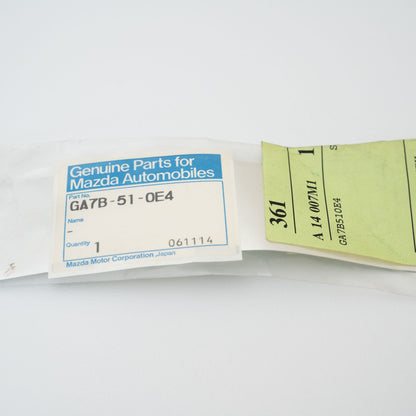 Genuine Parts for
Mazda Automobiles
Part No.
GA7B-51-0E4
Name
-
Quantity
1
061114
Mazda Motor Corporation, Japan
361
1
A 14 007M1
S
GA7B510E4